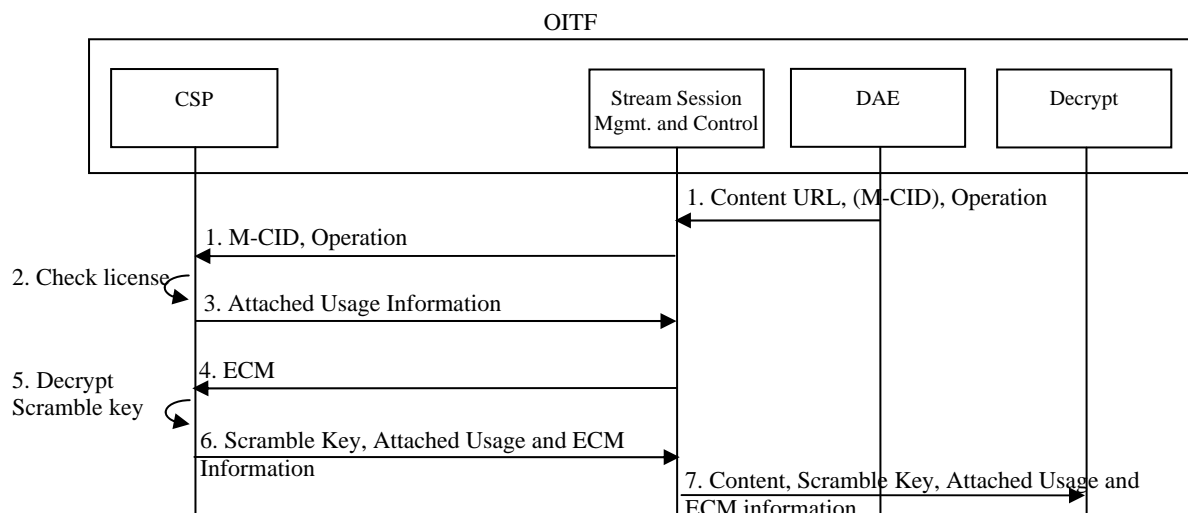 OITF
CSP
Stream Session
Mgmt. and Control
DAE
Decrypt
1. Content URL, (M-CID), Operation
1. M-CID, Operation
2. Check license
3. Attached Usage Information
4. ECM
5. Decrypt
Scramble key
6. Scramble Key, Attached Usage and ECM
Information
7. Content, Scramble Key, Attached Usage and
ECM information